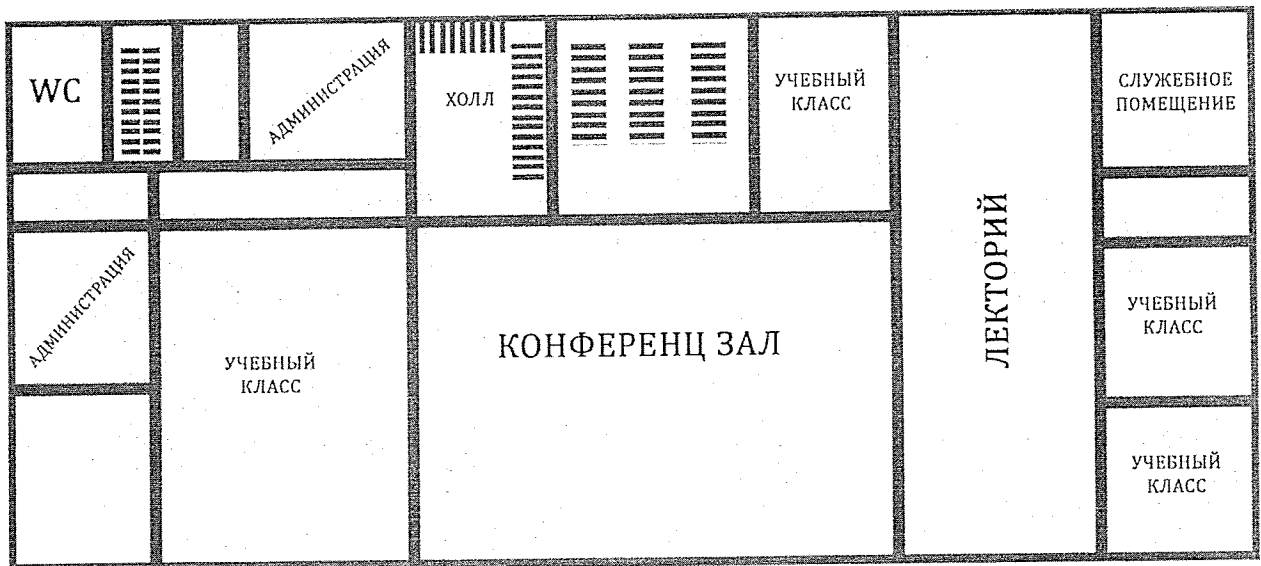 WC
АДМИНИСТРАЦИЯ
ХОЛЛ
УЧЕБНЫЙ
КЛАСС
СЛУЖЕБНОЕ
ПОМЕЩЕНИЕ
АДМИНИСТРАЦИЯ
УЧЕБНЫЙ
КЛАСС
КОНФЕРЕНЦ ЗАЛ
ЛЕКТОРИЙ
УЧЕБНЫЙ
КЛАСС
УЧЕБНЫЙ
КЛАСС